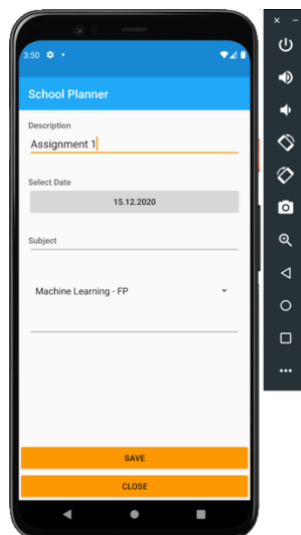 3:50
School Planner
Description
Assignment 1
Select Date
15.12.2020
Subject
Machine Learning - FP
SAVE
CLOSE